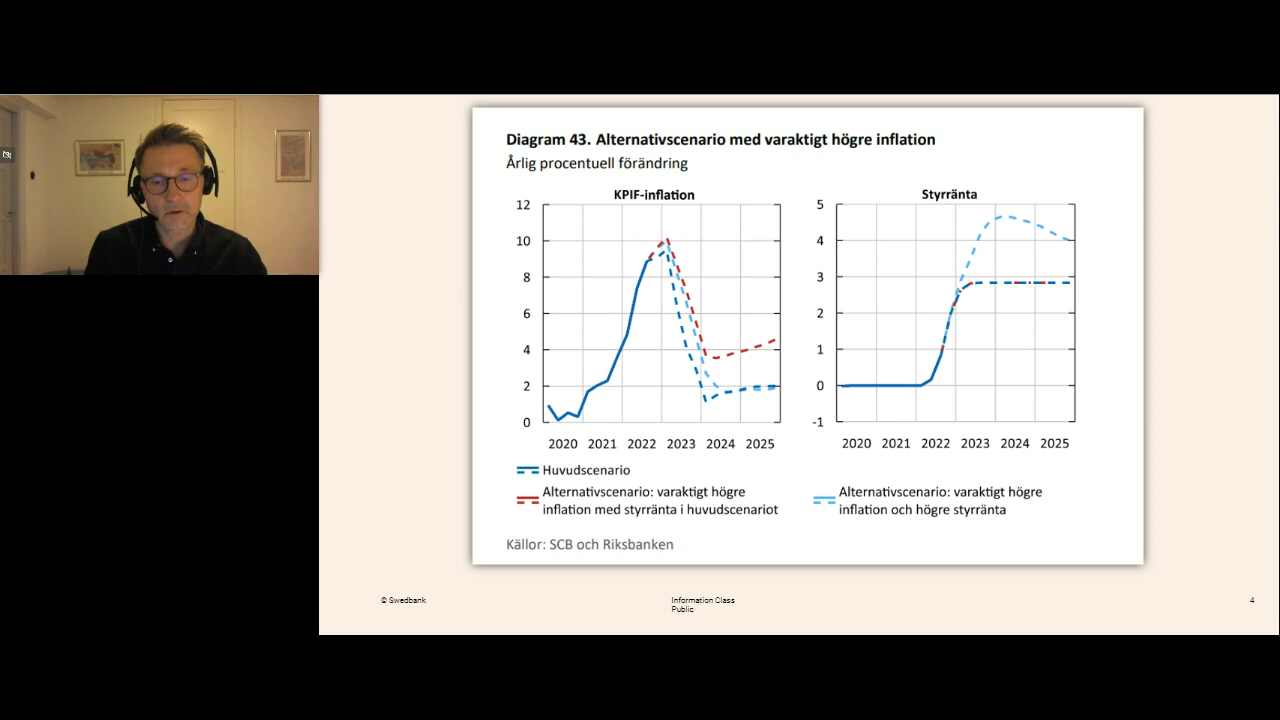 Diagram 43. Alternativscenario med varaktigt högre inflation
Årlig procentuell förändring
KPIF-inflation
12
10
8
6
4
2
0
2020 2021 2022 2023 2024 2025
Styrränta
5
4
3
2
1
0
-1
2020 2021 2022 2023 2024 2025
Huvudscenario
Alternativscenario: varaktigt högre
inflation med styrränta i huvudscenariot
Alternativscenario: varaktigt högre
inflation och högre styrränta
Källor: SCB och Riksbanken
© Swedbank
Information Class
Public
4